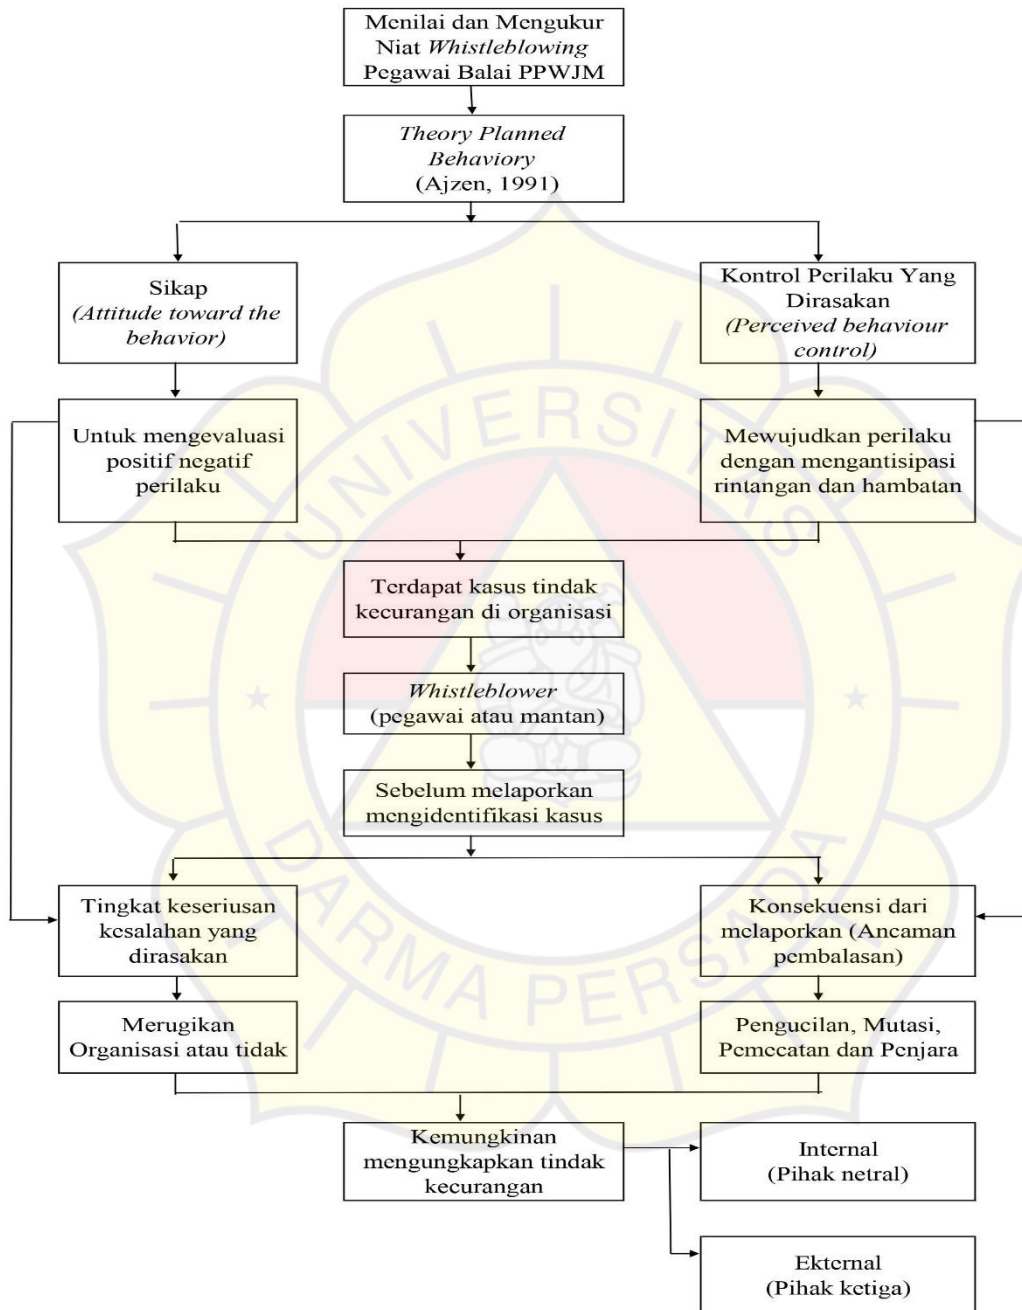 Menilai dan Mengukur
Niat Whistleblowing
Pegawai Balai PPWJM
Theory Planned
Behaviory
(Ajzen, 1991)
Sikap
(Attitude toward the
behavior)
Kontrol Perilaku Yang
Dirasakan
(Perceived behaviour
control)
Untuk mengevaluasi
positif negatif
perilaku
Mewujudkan perilaku
dengan mengantisipasi
rintangan dan hambatan
Terdapat kasus tindak
kecurangan di organisasi
Whistleblower
(pegawai atau mantan)
Sebelum melaporkan
mengidentifikasi kasus
Tingkat keseriusan
kesalahan yang
dirasakan
Konsekuensi dari
melaporkan (Ancaman
pembalasan)
Merugikan
Organisasi atau tidak
Pengucilan, Mutasi,
Pemecatan dan Penjara
Kemungkinan
mengungkapkan tindak
kecurangan
Internal
(Pihak netral)
Ekternal
(Pihak ketiga)
UNIVERSITAS
DARMA PERSADA